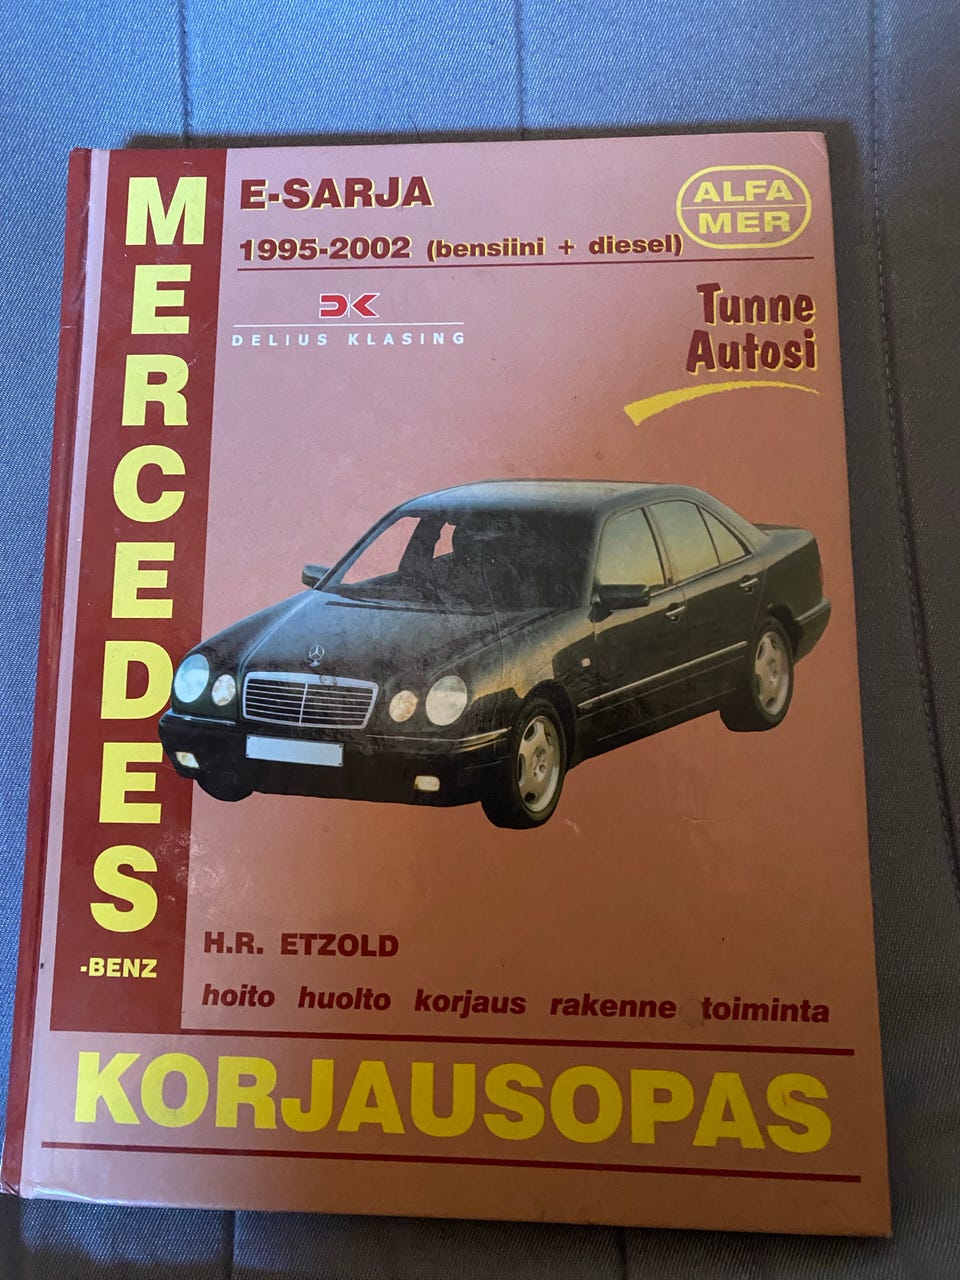 MERCEDES
-BENZ
E-SARJA
1995-2002 (bensiini + diesel)
ALFA
MER
DK
DELIUS KLASING
Tunne
Autosi
H.R. ETZOLD
hoito huolto korjaus rakenne toiminta
KORJAUSOPAS